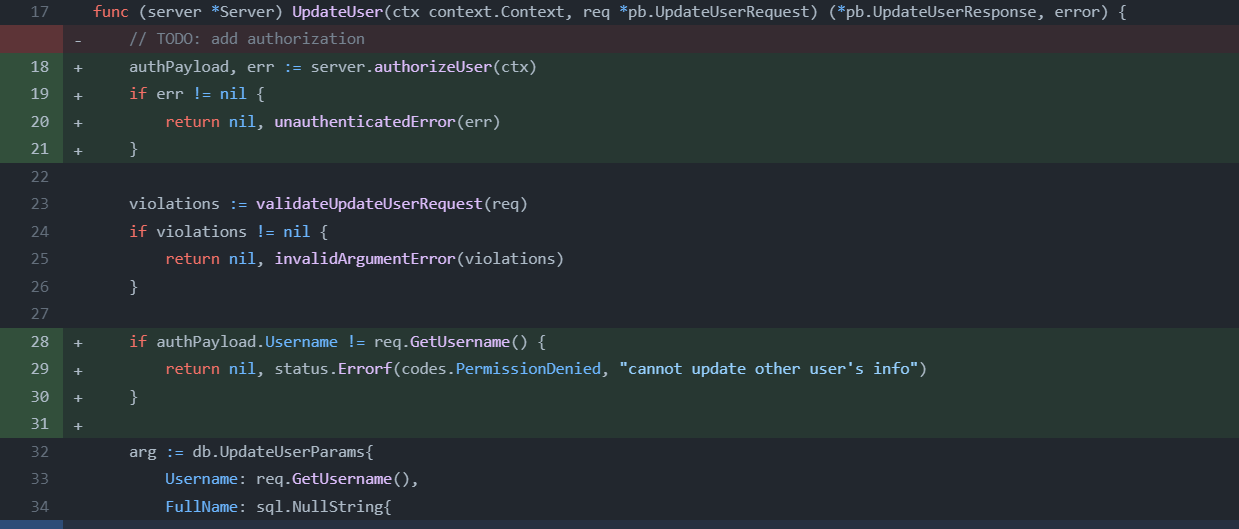 17 func (server *Server) UpdateUser(ctx context.Context, req *pb.UpdateUserRequest) (*pb.UpdateUserResponse, error) {
- // TODO: add authorization
18 + authPayload, err := server.authorizeUser(ctx)
19 + if err != nil {
20 + return nil, unauthenticatedError(err)
21 + }
22
23 violations := validateUpdateUserRequest(req)
24 if violations != nil {
25 return nil, invalidArgumentError(violations)
26 }
27
28 + if authPayload.Username != req.GetUsername() {
29 + return nil, status.Errorf(codes.PermissionDenied, "cannot update other user's info")
30 + }
31 +
32 arg := db.UpdateUserParams{
33 Username: req.GetUsername(),
34 FullName: sql.NullString{